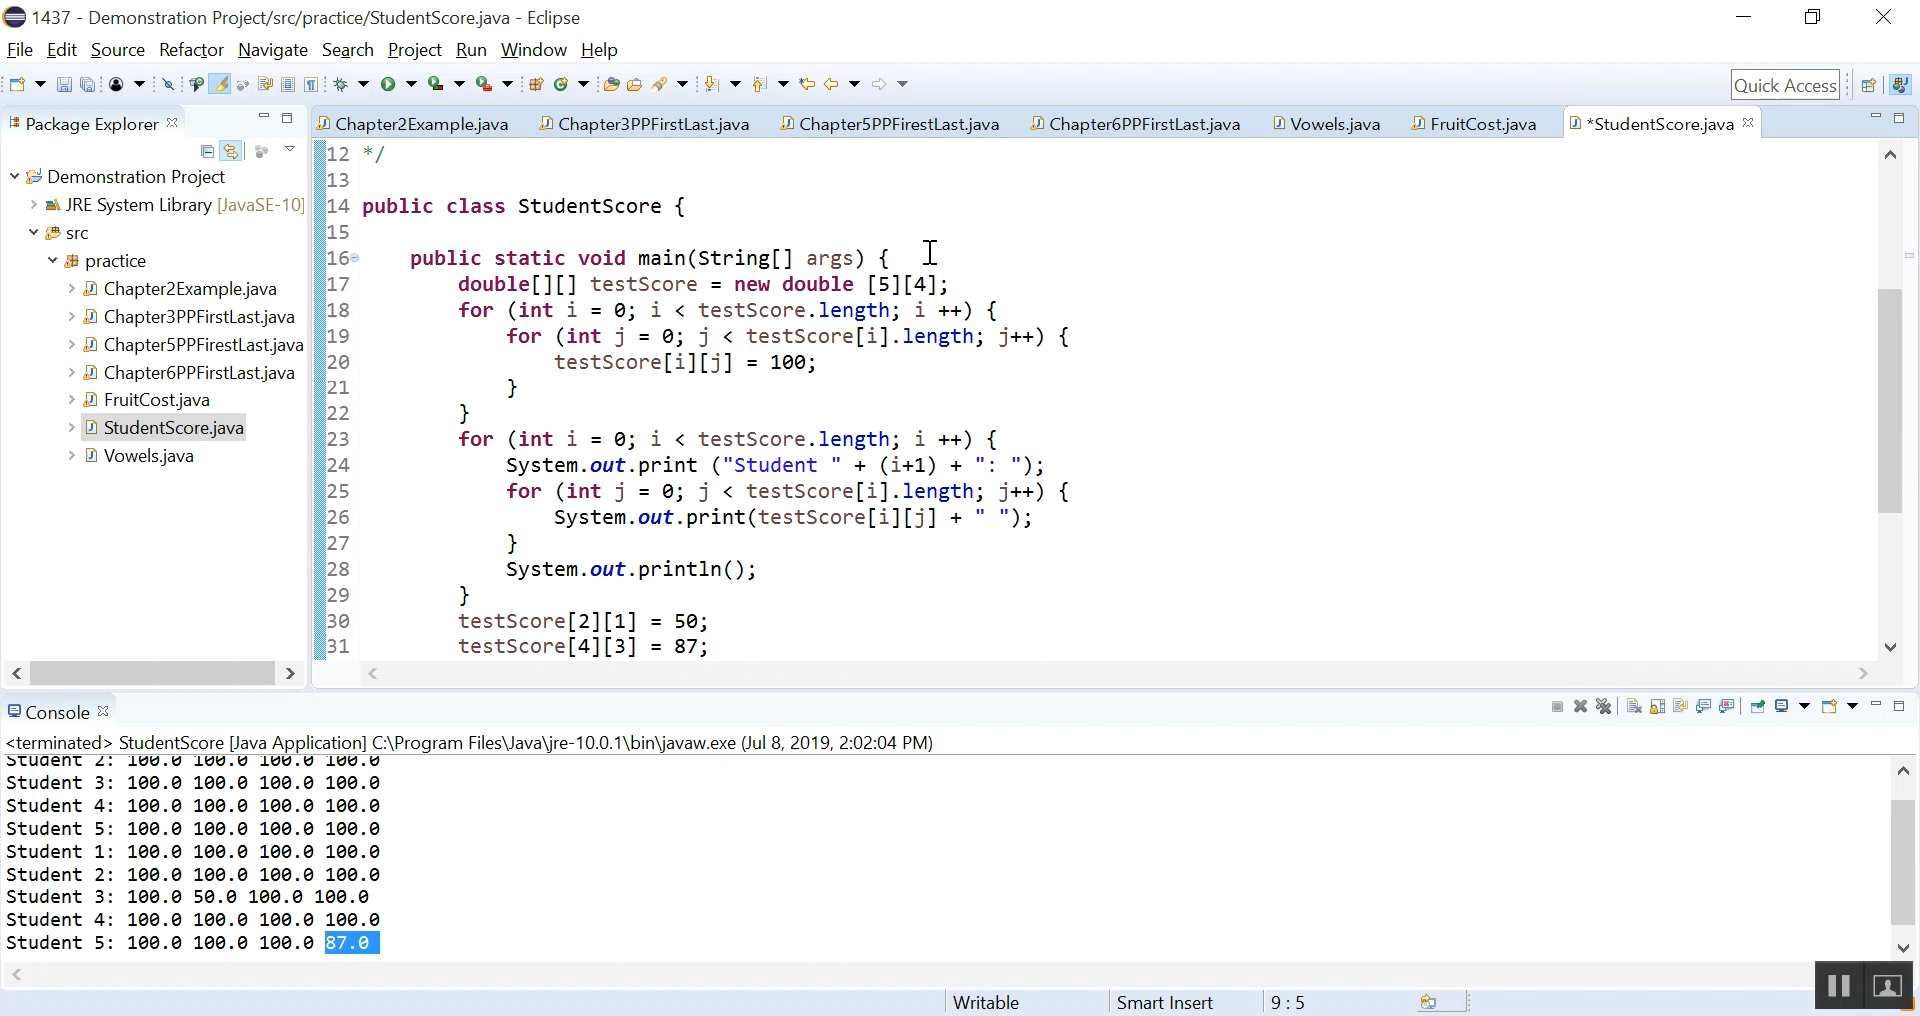 1437 - Demonstration Project/src/practice/StudentScore.java - Eclipse
File Edit Source Refactor Navigate Search Project Run Window Help
Quick Access
Package Explorer
Chapter2Example.java Chapter3PPFirstLast.java Chapter5PPFirestLast.java Chapter6PPFirstLast.java Vowels.java FruitCost.java *StudentScore.java
Demonstration Project
JRE System Library [JavaSE-10]
src
practice
Chapter2Example.java
Chapter3PPFirstLast.java
Chapter5PPFirestLast.java
Chapter6PPFirstLast.java
FruitCost.java
StudentScore.java
Vowels.java
12 */
13
14 public class StudentScore {
15
16 public static void main(String[] args) {
17 double[][] testScore = new double [5][4];
18 for (int i = 0; i < testScore.length; i ++) {
19 for (int j = 0; j < testScore[i].length; j++) {
20 testScore[i][j] = 100;
21 }
22 }
23 for (int i = 0; i < testScore.length; i ++) {
24 System.out.print ("Student " + (i+1) + ": ");
25 for (int j = 0; j < testScore[i].length; j++) {
26 System.out.print(testScore[i][j] + " ");
27 }
28 System.out.println();
29 }
30 testScore[2][1] = 50;
31 testScore[4][3] = 87;
Console
<terminated> StudentScore [Java Application] C:\Program Files\Java\jre-10.0.1\bin\javaw.exe (Jul 8, 2019, 2:02:04 PM)
Student 2: 100.0 100.0 100.0 100.0
Student 3: 100.0 100.0 100.0 100.0
Student 4: 100.0 100.0 100.0 100.0
Student 5: 100.0 100.0 100.0 100.0
Student 1: 100.0 100.0 100.0 100.0
Student 2: 100.0 100.0 100.0 100.0
Student 3: 100.0 50.0 100.0 100.0
Student 4: 100.0 100.0 100.0 100.0
Student 5: 100.0 100.0 100.0 87.0
Writable Smart Insert 9 : 5